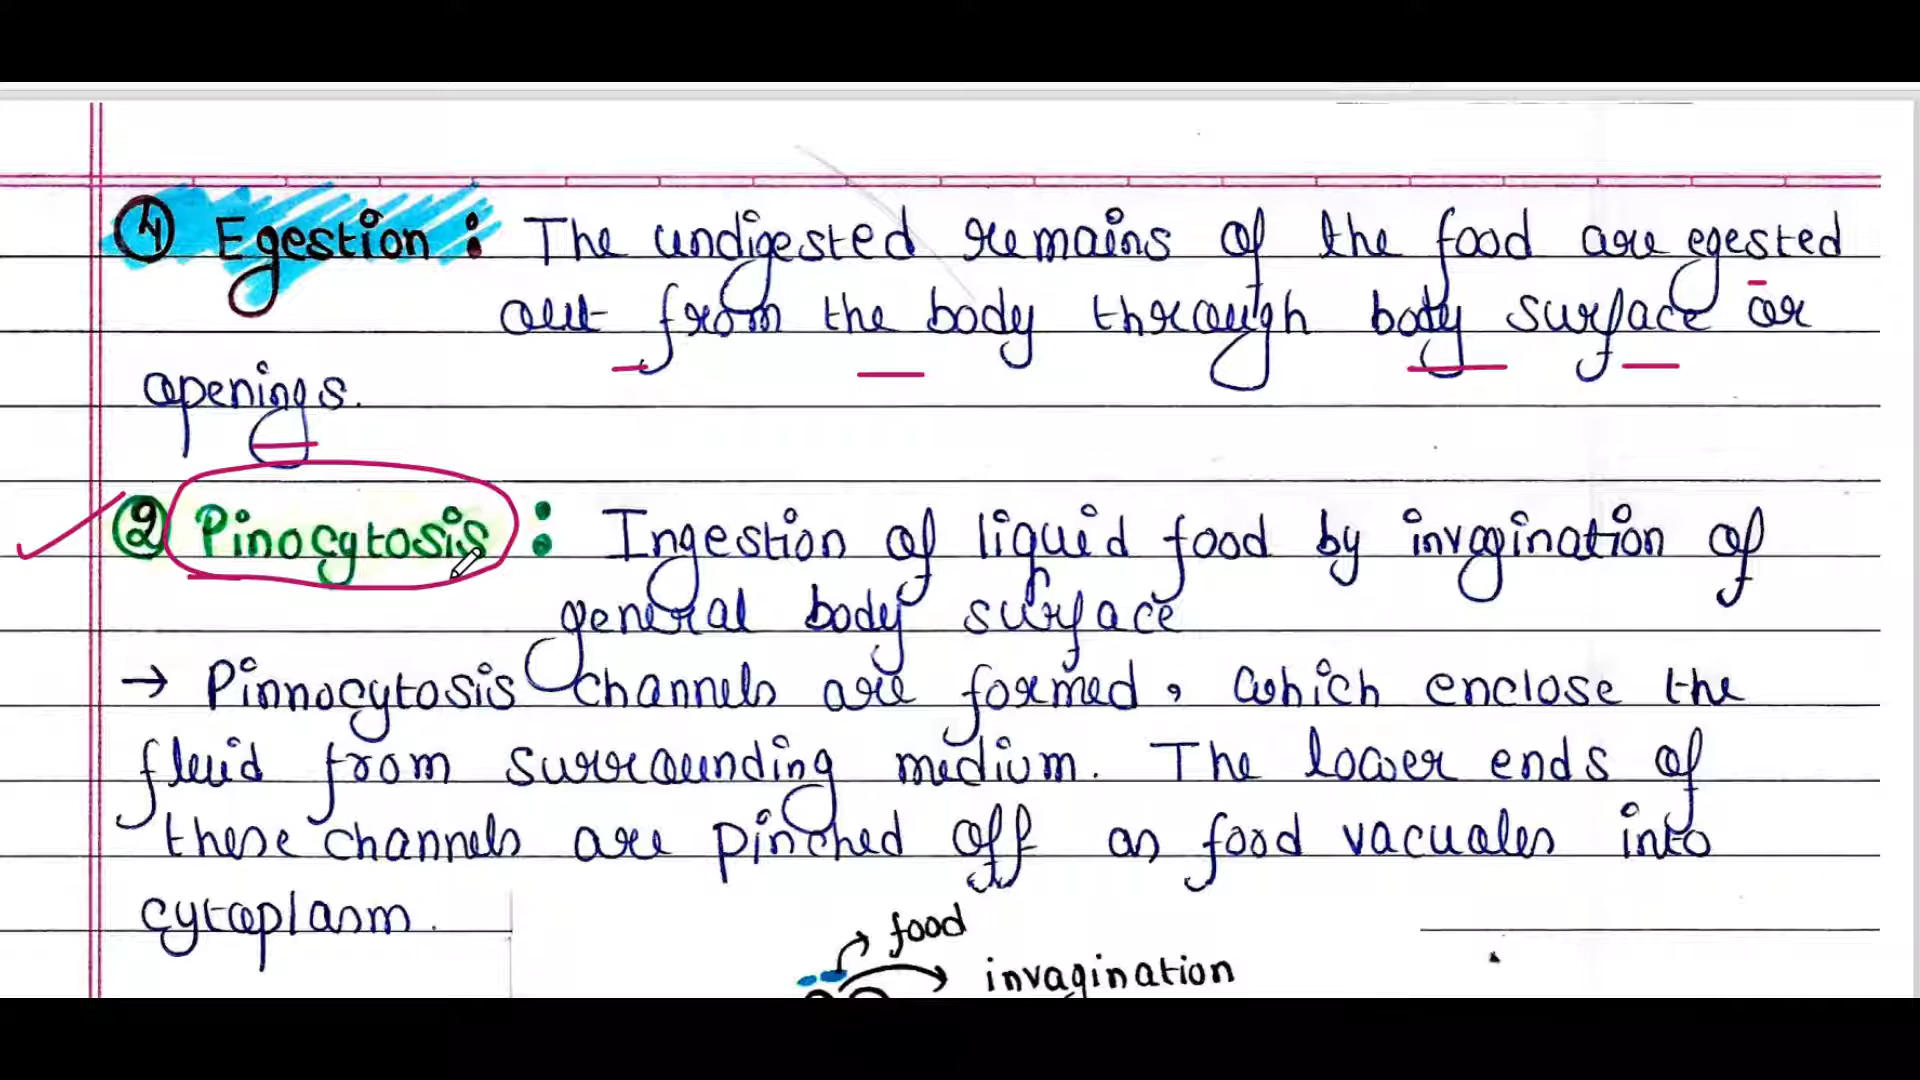 ④ Egestion : The undigested remains of the food are egested
out from the body through body surface or
openings.
② Pinocytosis : Ingestion of liquid food by invagination of
general body surface
→ Pinnocytosis channels are formed, which enclose the
fluid from surrounding medium. The lower ends of
these channels are pinched off as food vacuoles into
cytoplasm.
food
invagination